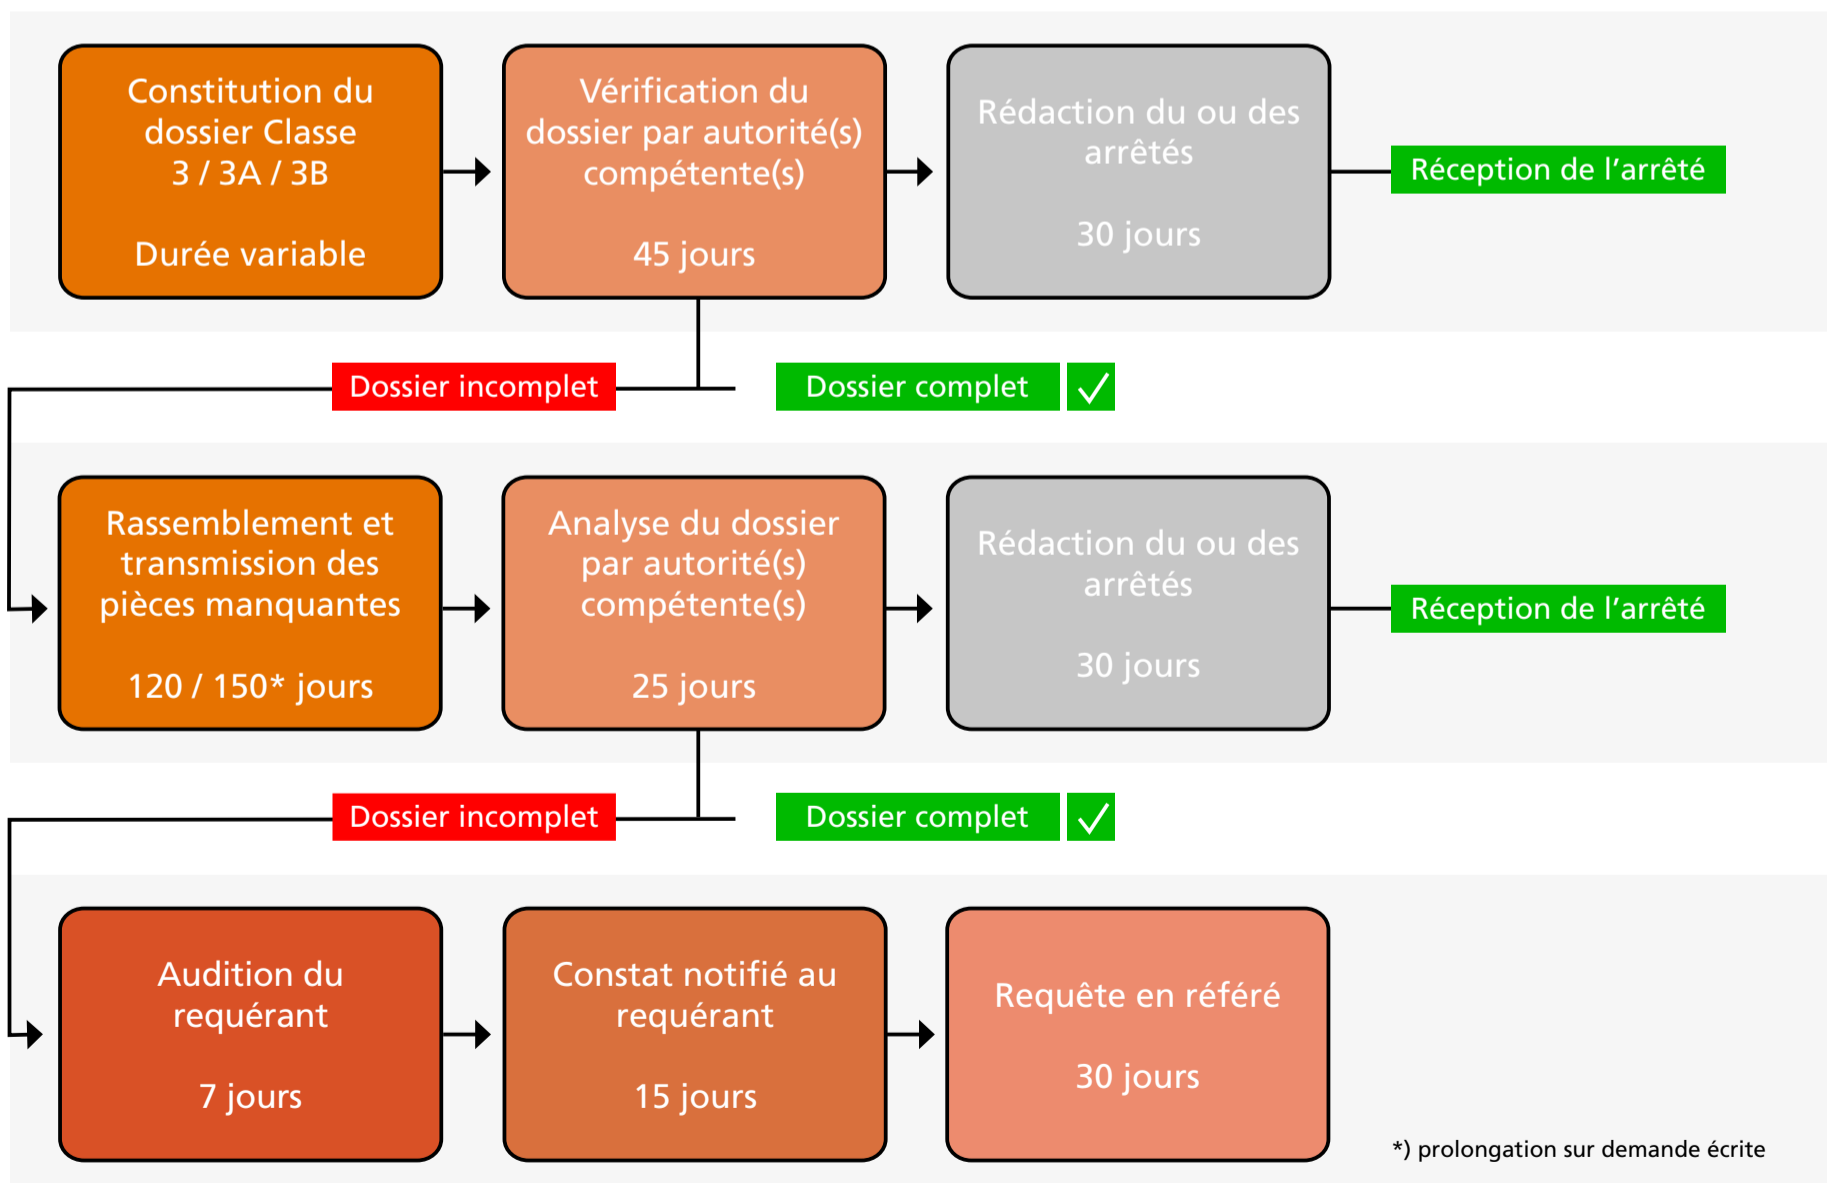 Constitution du
dossier Classe
3 / 3A / 3B
Durée variable
Vérification du
dossier par autorité(s)
compétente(s)
45 jours
Rédaction du ou des
arrêtés
30 jours
Réception de l’arrêté
Dossier incomplet
Dossier complet
Rassemblement et
transmission des
pièces manquantes
120 / 150* jours
Analyse du dossier
par autorité(s)
compétente(s)
25 jours
Rédaction du ou des
arrêtés
30 jours
Réception de l’arrêté
Dossier incomplet
Dossier complet
Audition du
requérant
7 jours
Constat notifié au
requérant
15 jours
Requête en référé
30 jours
*) prolongation sur demande écrite